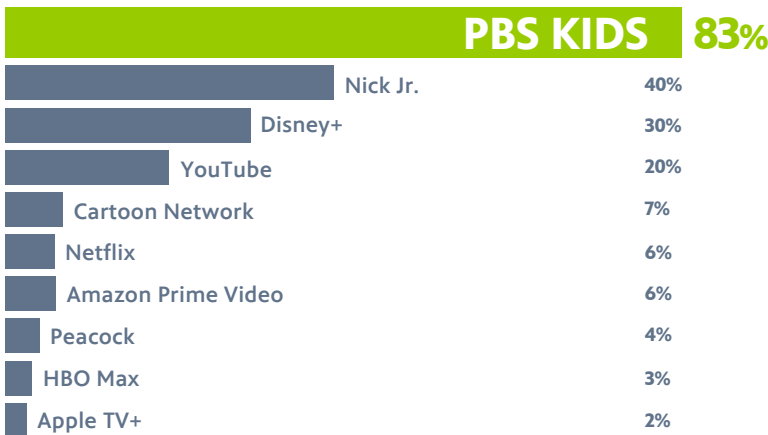 PBS KIDS 83%
Nick Jr. 40%
Disney+ 30%
YouTube 20%
Cartoon Network 7%
Netflix 6%
Amazon Prime Video 6%
Peacock 4%
HBO Max 3%
Apple TV+ 2%